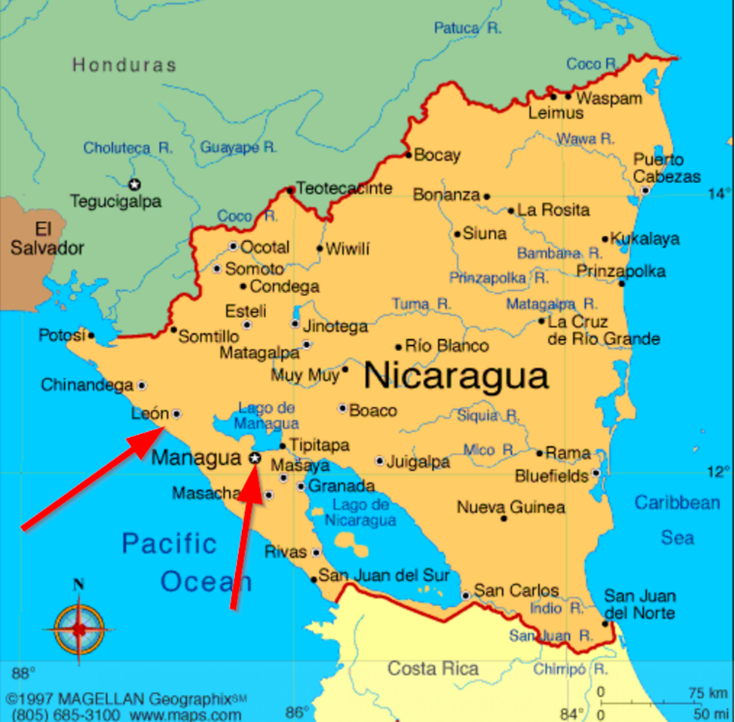 Patuca R.
Honduras
Coco R.
Waspam
Leimus
Choluteca R.
Guayape R.
Wawa R.
Bocay
Puerto
Cabezas
Tegucigalpa
Teotecacinte
Bonanza
14°
La Rosita
Coco R.
El
Salvador
Ocotal
Wiwilí
Siuna
Kukalaya
Bambana R.
Somoto
Prinzapolka R.
Prinzapolka
Condega
Esteli
Tuma R.
Matagalpa R.
Potosí
Somtillo
Jinotega
La Cruz
de Río Grande
Matagalpa
Río Blanco
Muy Muy
Nicaragua
Chinandega
León
Lago de
Managua
Boaco
Siquia R.
Tipitapa
Mico R.
Rama
Managua
Masaya
Juigalpa
12°
Bluefields
Masacha
Granada
Lago de
Nicaragua
Nueva Guinea
Caribbean
Sea
Pacific
Ocean
Rivas
San Juan del Sur
San Carlos
San Juan
del Norte
N
Indio R.
San Juan R.
Costa Rica
Chirripó R.
88°
86°
84°
0
75 km
0
50 mi
©1997 MAGELLAN Geographix℠
(805) 685-3100 www.maps.com